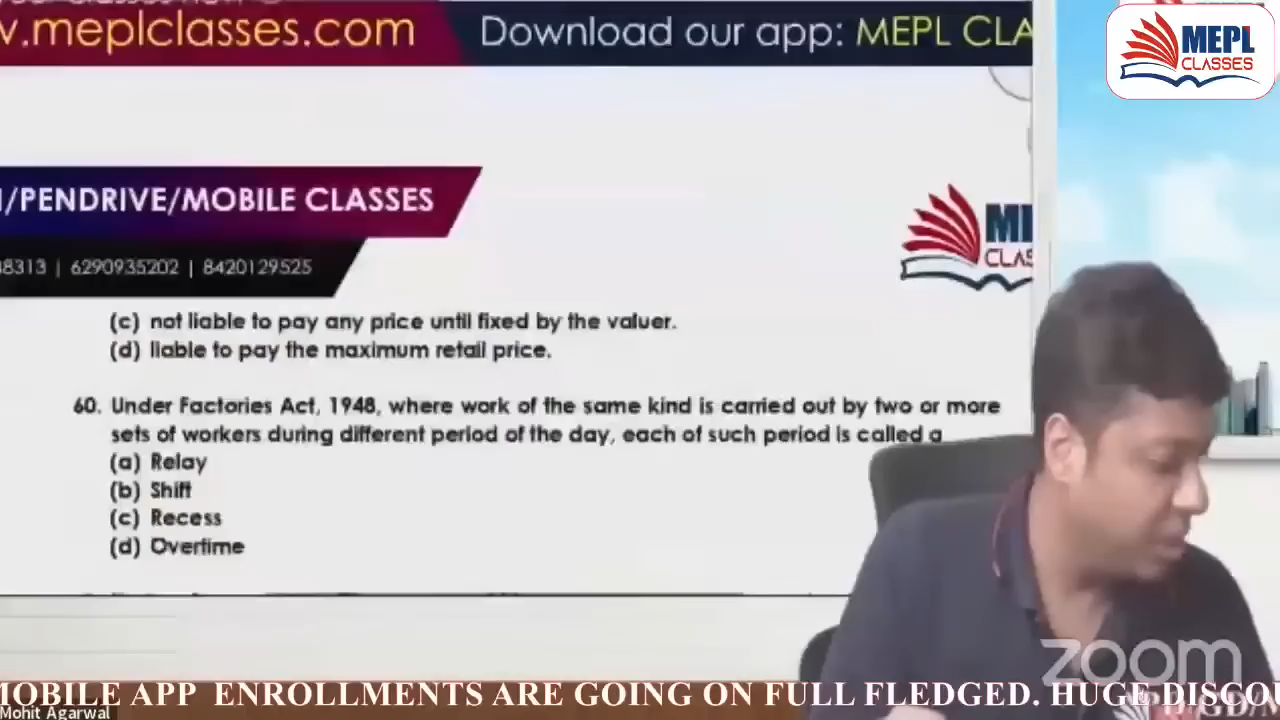 .meplclasses.com
Download our app: MEPL CLA
MEPL
CLASSES
/PENDRIVE/MOBILE CLASSES
48313 | 6290935202 | 8420129525
(c) not liable to pay any price until fixed by the valuer.
(d) liable to pay the maximum retail price.
60. Under Factories Act, 1948, where work of the same kind is carried out by two or more
sets of workers during different period of the day, each of such period is called a
(a) Relay
(b) Shift
(c) Recess
(d) Overtime
zoom
MOBILE APP ENROLLMENTS ARE GOING ON FULL FLEDGED. HUGE DISCO
Mohit Agarwal